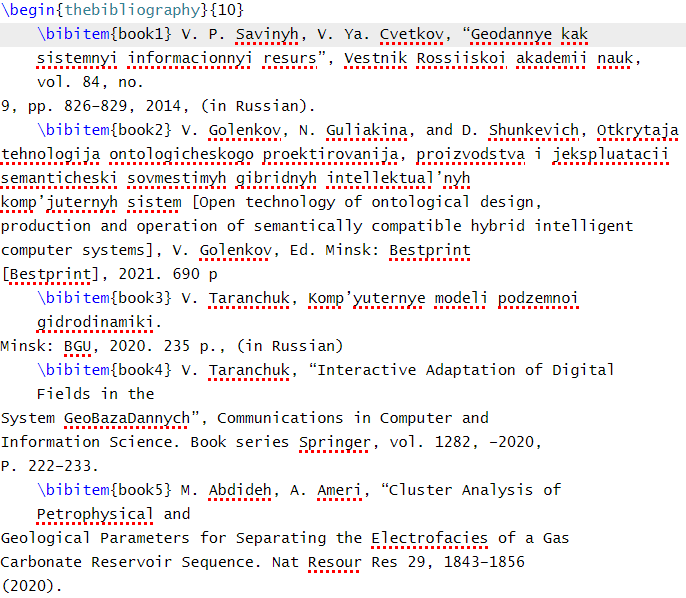 \begin{thebibliography}{10}
\bibitem{book1} V. P. Savinyh, V. Ya. Cvetkov, “Geodannye kak
sistemnyi informacionnyi resurs”, Vestnik Rossiiskoi akademii nauk,
vol. 84, no.
9, pp. 826–829, 2014, (in Russian).
\bibitem{book2} V. Golenkov, N. Guliakina, and D. Shunkevich, Otkrytaja
tehnologija ontologicheskogo proektirovanija, proizvodstva i jekspluatacii
semanticheski sovmestimyh gibridnyh intellektual’nyh
komp’juternyh sistem [Open technology of ontological design,
production and operation of semantically compatible hybrid intelligent
computer systems], V. Golenkov, Ed. Minsk: Bestprint
[Bestprint], 2021. 690 p
\bibitem{book3} V. Taranchuk, Komp’yuternye modeli podzemnoi
gidrodinamiki.
Minsk: BGU, 2020. 235 p., (in Russian)
\bibitem{book4} V. Taranchuk, “Interactive Adaptation of Digital
Fields in the
System GeoBazaDannych”, Communications in Computer and
Information Science. Book series Springer, vol. 1282, –2020,
P. 222–233.
\bibitem{book5} M. Abdideh, A. Ameri, “Cluster Analysis of
Petrophysical and
Geological Parameters for Separating the Electrofacies of a Gas
Carbonate Reservoir Sequence. Nat Resour Res 29, 1843–1856
(2020).